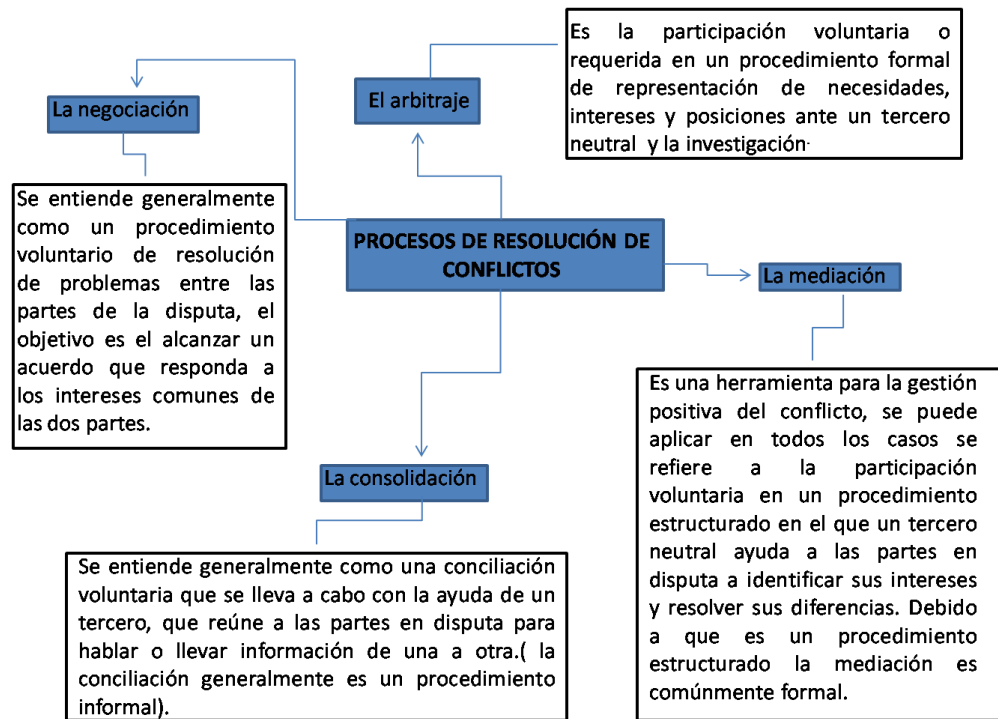 Es la participación voluntaria o
requerida en un procedimiento formal
de representación de necesidades,
intereses y posiciones ante un tercero
neutral y la investigación.
La negociación
El arbitraje
Se entiende generalmente
como un procedimiento
voluntario de resolución
de problemas entre las
partes de la disputa, el
objetivo es el alcanzar un
acuerdo que responda a
los intereses comunes de
las dos partes.
PROCESOS DE RESOLUCIÓN DE
CONFLICTOS
La mediación
Es una herramienta para la gestión
positiva del conflicto, se puede
aplicar en todos los casos se
refiere a la participación
voluntaria en un procedimiento
estructurado en el que un tercero
neutral ayuda a las partes en
disputa a identificar sus intereses
y resolver sus diferencias. Debido
a que es un procedimiento
estructurado la mediación es
comúnmente formal.
La consolidación
Se entiende generalmente como una conciliación
voluntaria que se lleva a cabo con la ayuda de un
tercero, que reúne a las partes en disputa para
hablar o llevar información de una a otra.( la
conciliación generalmente es un procedimiento
informal).